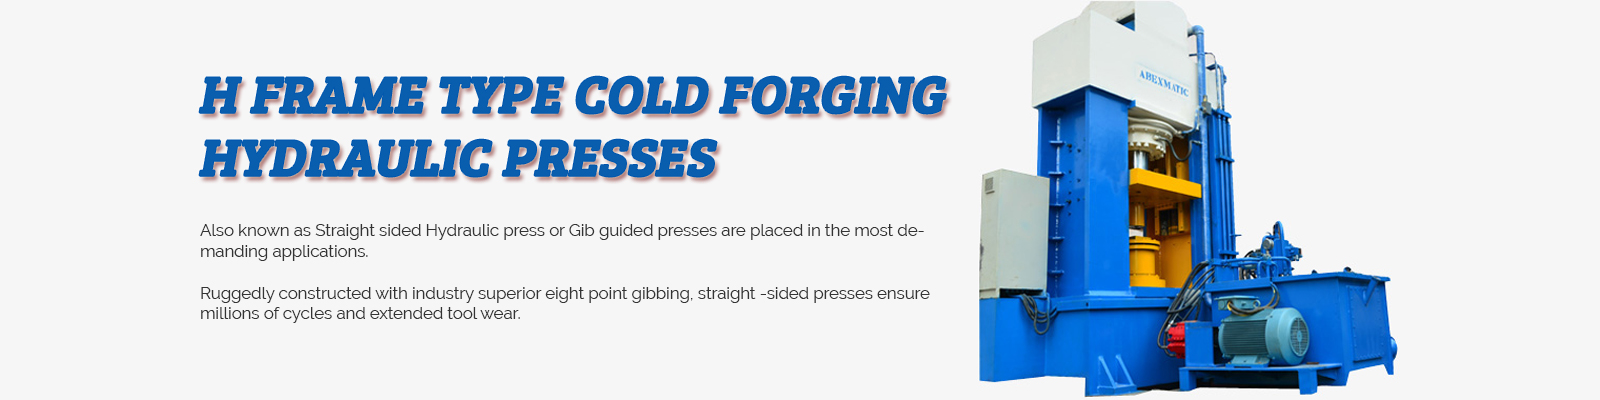 H FRAME TYPE COLD FORGING
HYDRAULIC PRESSES
Also known as Straight sided Hydraulic press or Gib guided presses are placed in the most de-
manding applications.
Ruggedly constructed with industry superior eight point gibbing, straight -sided presses ensure
millions of cycles and extended tool wear.
ABEXMATIC